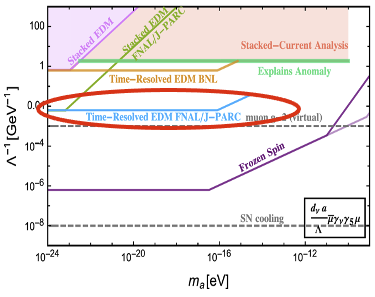 Stacked EDM
Stacked EDM
FNAL/J-PARC
Stacked-Current Analysis
Explains Anomaly
Time-Resolved EDM BNL
Time-Resolved EDM FNAL/J-PARC
muon g-2 (virtual)
Frozen Spin
SN cooling
d_γ a / Λ μ̄γ_νγ_5μ
100
1
0.01
10⁻⁴
10⁻⁶
10⁻⁸
Λ⁻¹ [GeV⁻¹]
10⁻²⁴ 10⁻²⁰ 10⁻¹⁶ 10⁻¹²
mₐ [eV]